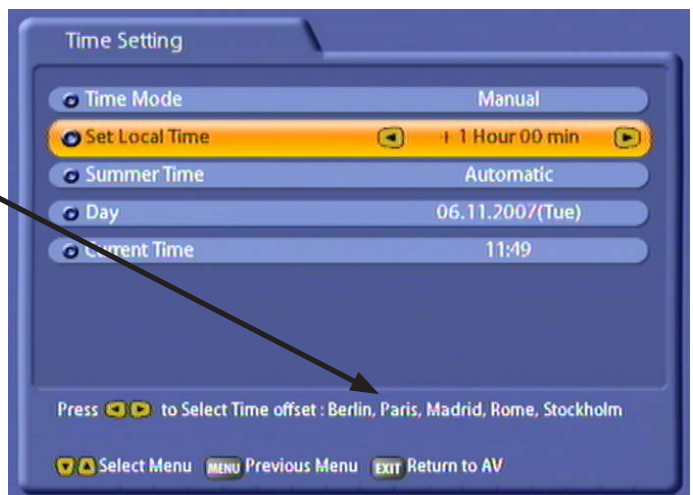 Time Setting
Time Mode Manual
Set Local Time + 1 Hour 00 min
Summer Time Automatic
Day 06.11.2007(Tue)
Current Time 11:49
Press to Select Time offset : Berlin, Paris, Madrid, Rome, Stockholm
Select Menu MENU Previous Menu EXIT Return to AV